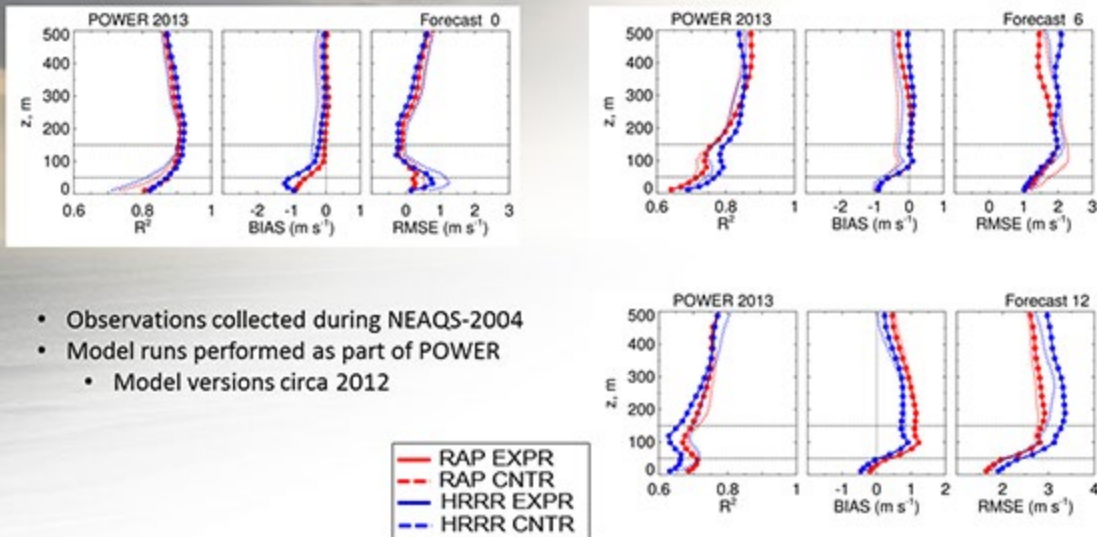 POWER 2013 Forecast 0
500
400
300
200
100
0
z, m
0.6 0.8 1
R²
-2 -1 0
BIAS (m s⁻¹)
0 1 2 3
RMSE (m s⁻¹)
POWER 2013 Forecast 6
500
400
300
200
100
0
z, m
0.6 0.8 1
R²
-2 -1 0 1
BIAS (m s⁻¹)
0 1 2 3
RMSE (m s⁻¹)
• Observations collected during NEAQS-2004
• Model runs performed as part of POWER
• Model versions circa 2012
POWER 2013 Forecast 12
500
400
300
200
100
0
z, m
0.6 0.8 1
R²
-1 0 1 2
BIAS (m s⁻¹)
1 2 3 4
RMSE (m s⁻¹)
RAP EXPR
RAP CNTR
HRRR EXPR
HRRR CNTR